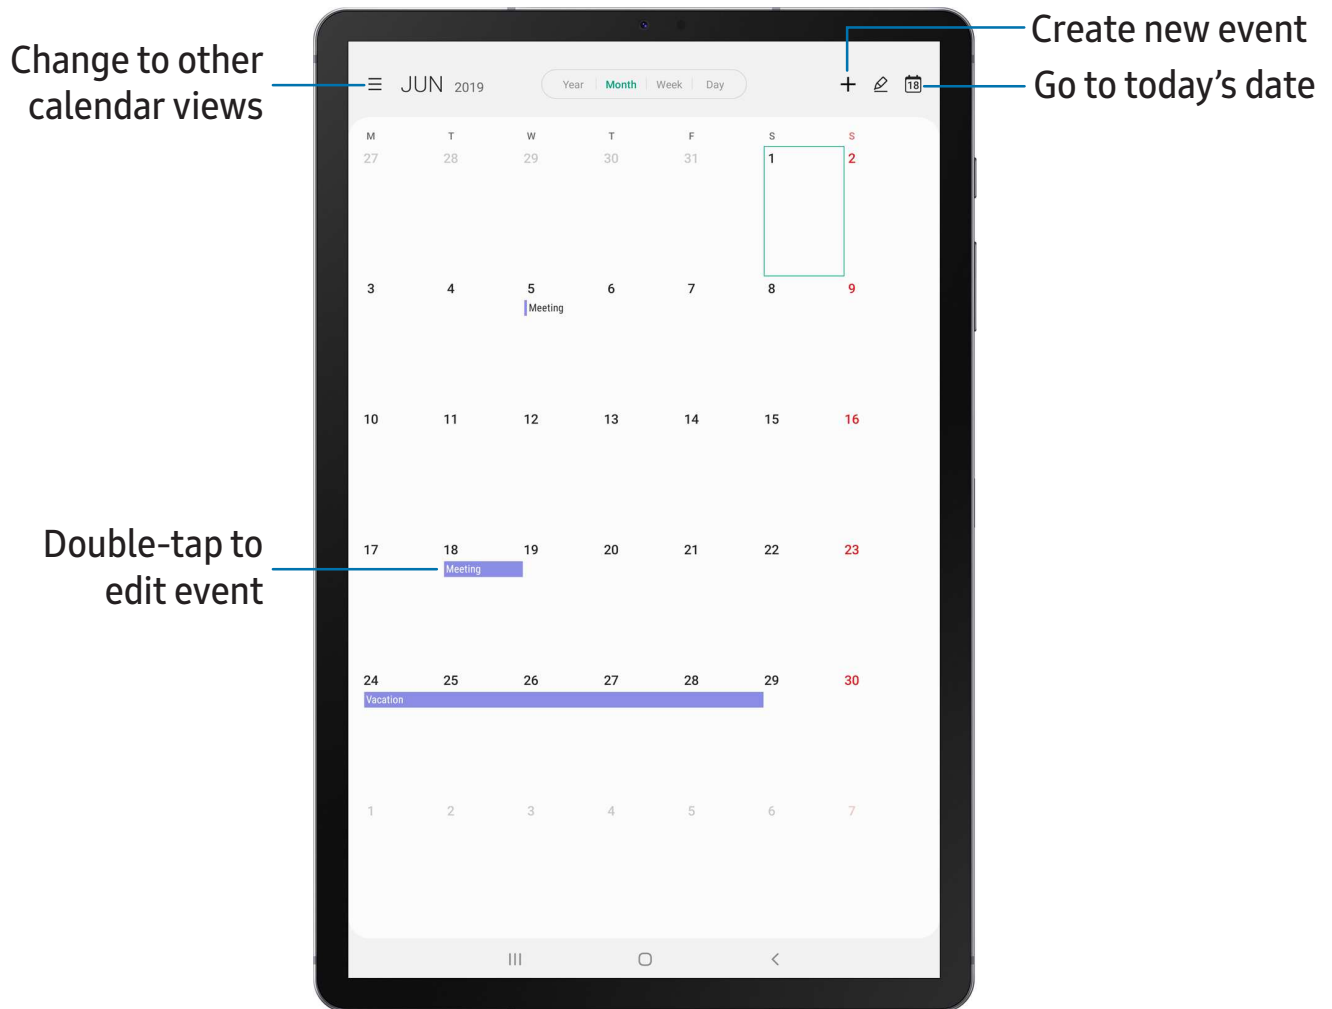 Create new event
Change to other
calendar views
Go to today’s date
JUN 2019
Year Month Week Day
18
M T W T F S S
27 28 29 30 31 1 2
3 4 5 6 7 8 9
Meeting
10 11 12 13 14 15 16
Double-tap to
edit event
17 18 19 20 21 22 23
Meeting
24 25 26 27 28 29 30
Vacation
1 2 3 4 5 6 7